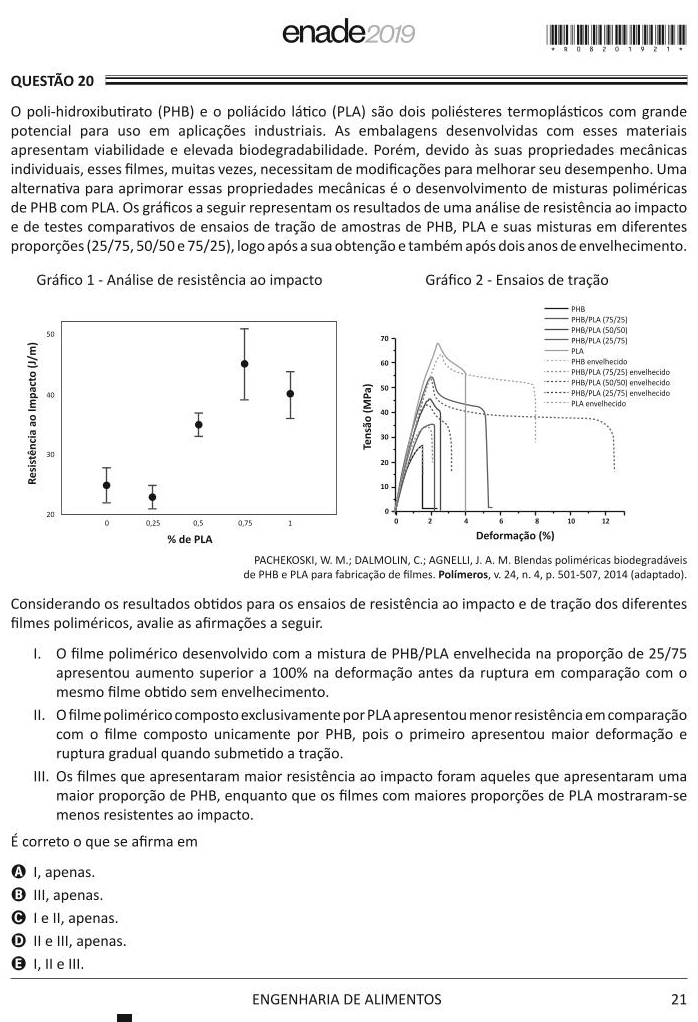 enade2019
* R 0 8 2 0 1 9 2 1 *
QUESTÃO 20
O poli-hidroxibutirato (PHB) e o poliácido lático (PLA) são dois poliésteres termoplásticos com grande
potencial para uso em aplicações industriais. As embalagens desenvolvidas com esses materiais
apresentam viabilidade e elevada biodegradabilidade. Porém, devido às suas propriedades mecânicas
individuais, esses filmes, muitas vezes, necessitam de modificações para melhorar seu desempenho. Uma
alternativa para aprimorar essas propriedades mecânicas é o desenvolvimento de misturas poliméricas
de PHB com PLA. Os gráficos a seguir representam os resultados de uma análise de resistência ao impacto
e de testes comparativos de ensaios de tração de amostras de PHB, PLA e suas misturas em diferentes
proporções (25/75, 50/50 e 75/25), logo após a sua obtenção e também após dois anos de envelhecimento.
Gráfico 1 - Análise de resistência ao impacto
Resistência ao Impacto (J/m)
50
40
30
20
0 0,25 0,5 0,75 1
% de PLA
Gráfico 2 - Ensaios de tração
PHB
PHB/PLA (75/25)
PHB/PLA (50/50)
PHB/PLA (25/75)
PLA
PHB envelhecido
PHB/PLA (75/25) envelhecido
PHB/PLA (50/50) envelhecido
PHB/PLA (25/75) envelhecido
PLA envelhecido
Tensão (MPa)
70
60
50
40
30
20
10
0
0 2 4 6 8 10 12
Deformação (%)
PACHEKOSKI, W. M.; DALMOLIN, C.; AGNELLI, J. A. M. Blendas poliméricas biodegradáveis
de PHB e PLA para fabricação de filmes. Polímeros, v. 24, n. 4, p. 501-507, 2014 (adaptado).
Considerando os resultados obtidos para os ensaios de resistência ao impacto e de tração dos diferentes
filmes poliméricos, avalie as afirmações a seguir.
I. O filme polimérico desenvolvido com a mistura de PHB/PLA envelhecida na proporção de 25/75
apresentou aumento superior a 100% na deformação antes da ruptura em comparação com o
mesmo filme obtido sem envelhecimento.
II. O filme polimérico composto exclusivamente por PLA apresentou menor resistência em comparação
com o filme composto unicamente por PHB, pois o primeiro apresentou maior deformação e
ruptura gradual quando submetido a tração.
III. Os filmes que apresentaram maior resistência ao impacto foram aqueles que apresentaram uma
maior proporção de PHB, enquanto que os filmes com maiores proporções de PLA mostraram-se
menos resistentes ao impacto.
É correto o que se afirma em
A I, apenas.
B III, apenas.
C I e II, apenas.
D II e III, apenas.
E I, II e III.
ENGENHARIA DE ALIMENTOS
21